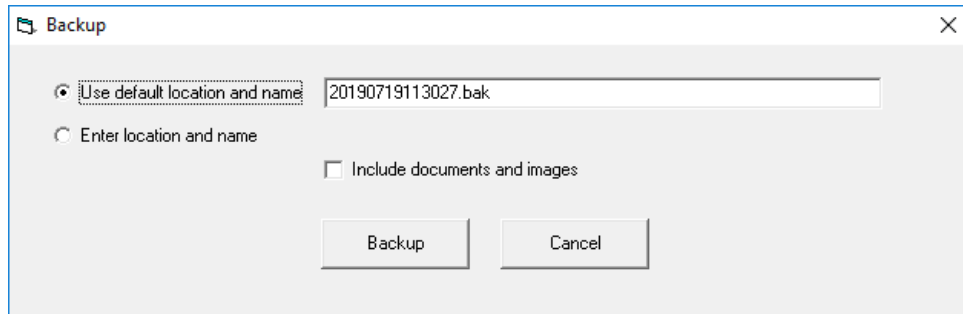 Backup
Use default location and name 20190719113027.bak
Enter location and name
Include documents and images
Backup Cancel